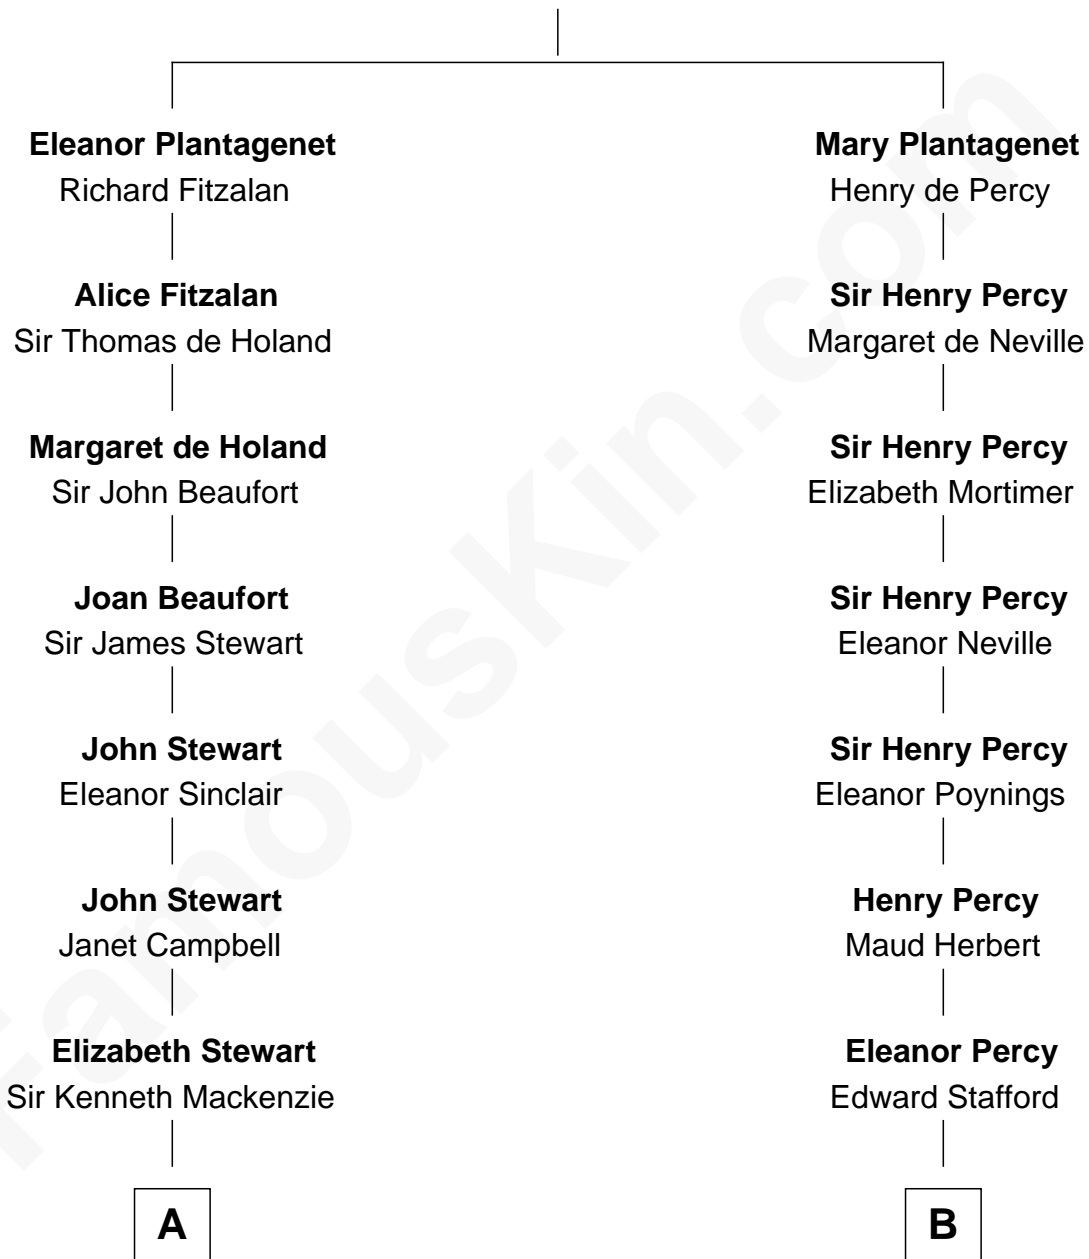 Eleanor Plantagenet
Richard Fitzalan
Alice Fitzalan
Sir Thomas de Holand
Margaret de Holand
Sir John Beaufort
Joan Beaufort
Sir James Stewart
John Stewart
Eleanor Sinclair
John Stewart
Janet Campbell
Elizabeth Stewart
Sir Kenneth Mackenzie
A
Mary Plantagenet
Henry de Percy
Sir Henry Percy
Margaret de Neville
Sir Henry Percy
Elizabeth Mortimer
Sir Henry Percy
Eleanor Neville
Sir Henry Percy
Eleanor Poynings
Henry Percy
Maud Herbert
Eleanor Percy
Edward Stafford
B
FamousKin.com